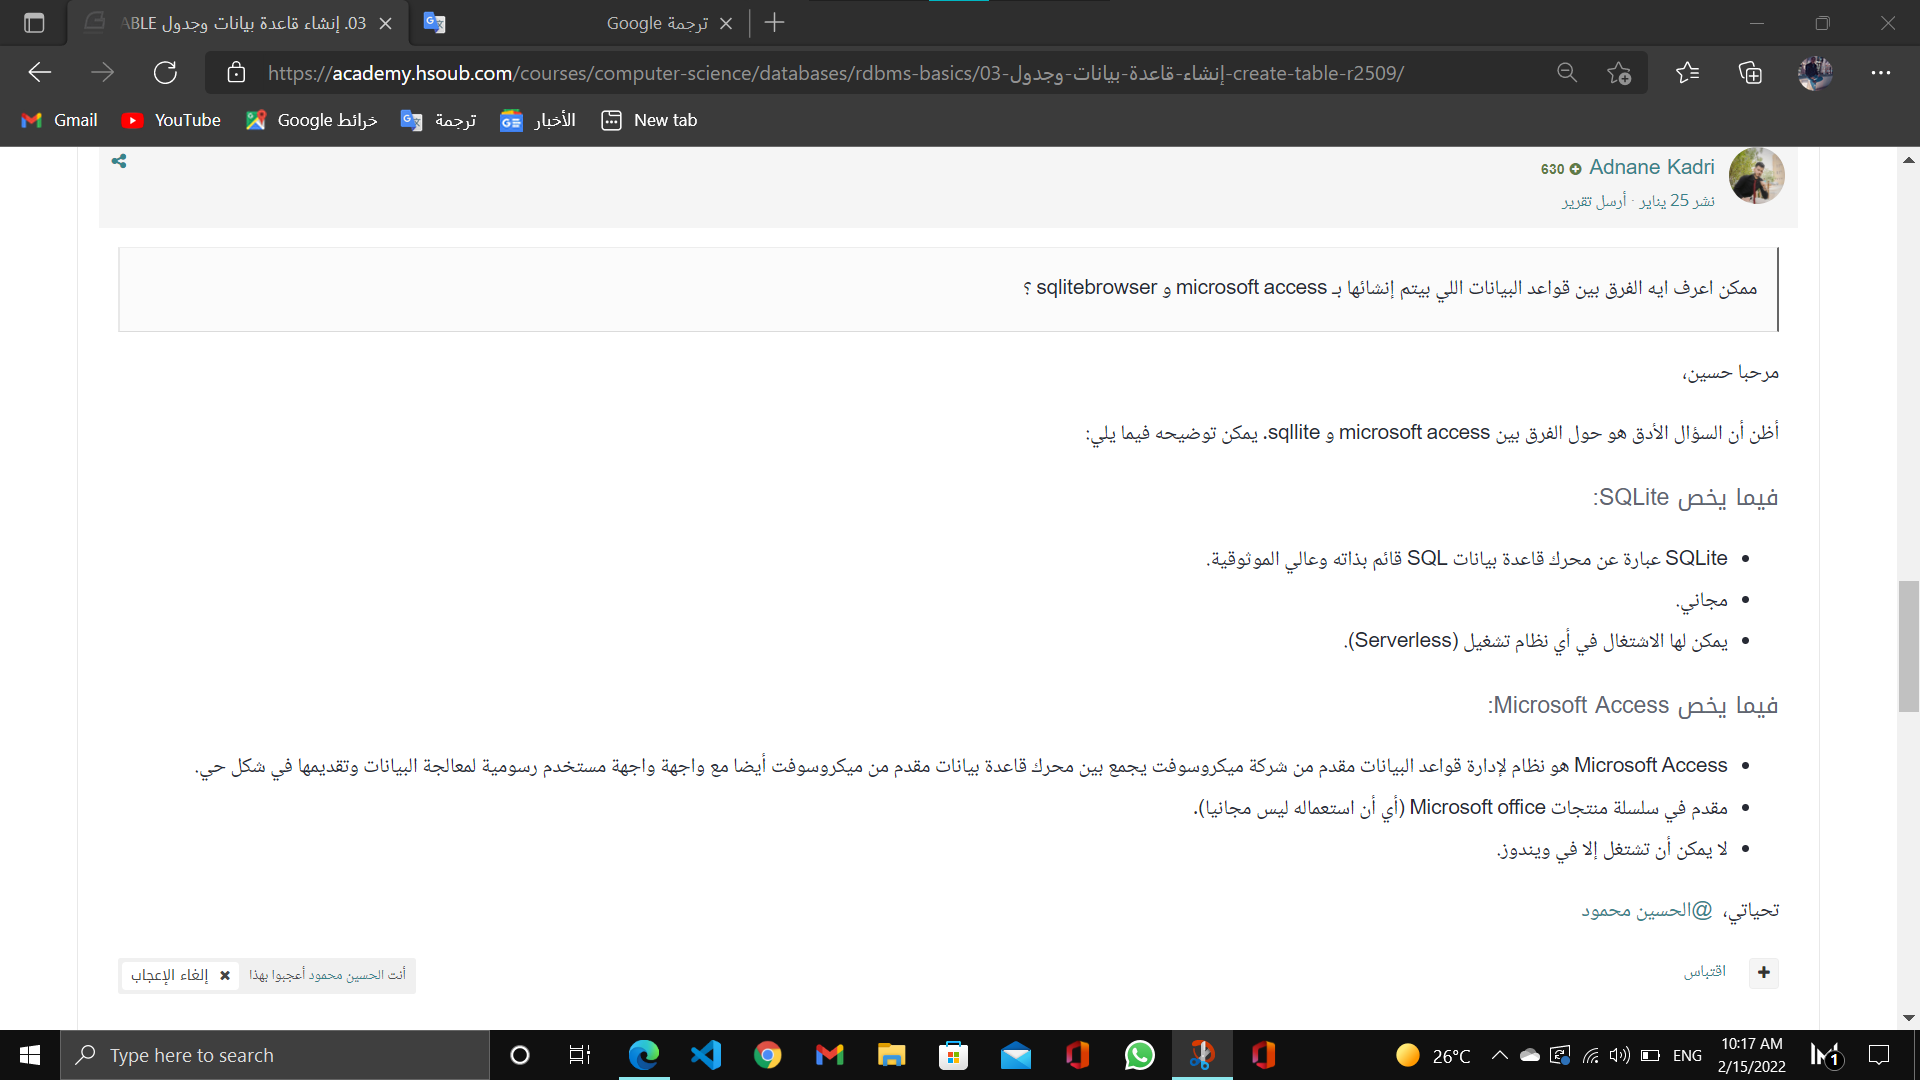 03. إنشاء قاعدة بيانات وجدول ABLE
ترجمة Google
https://academy.hsoub.com/courses/computer-science/databases/rdbms-basics/03-إنشاء-قاعدة-بيانات-وجدول-create-table-r2509/
Gmail
YouTube
خرائط Google
ترجمة
الأخبار
New tab
Adnane Kadri
630
نشر 25 يناير · أرسل تقرير
ممكن اعرف ايه الفرق بين قواعد البيانات اللي بيتم إنشائها بـ microsoft access و sqlitebrowser ؟
مرحبا حسين،
أظن أن السؤال الأدق هو حول الفرق بين microsoft access و sqllite. يمكن توضيحه فيما يلي:
فيما يخص SQLite:
SQLite عبارة عن محرك قاعدة بيانات SQL قائم بذاته وعالي الموثوقية.
مجاني.
يمكن لها الاشتغال في أي نظام تشغيل (Serverless).
فيما يخص Microsoft Access:
Microsoft Access هو نظام لإدارة قواعد البيانات مقدم من شركة ميكروسوفت يجمع بين محرك قاعدة بيانات مقدم من ميكروسوفت أيضا مع واجهة واجهة مستخدم رسومية لمعالجة البيانات وتقديمها في شكل حي.
مقدم في سلسلة منتجات Microsoft office (أي أن استعماله ليس مجانيا).
لا يمكن أن تشتغل إلا في ويندوز.
تحياتي، @الحسين محمود
اقتباس
أنت الحسين محمود أعجبوا بهذا
إلغاء الإعجاب
Type here to search
26°C
ENG
10:17 AM
2/15/2022
1